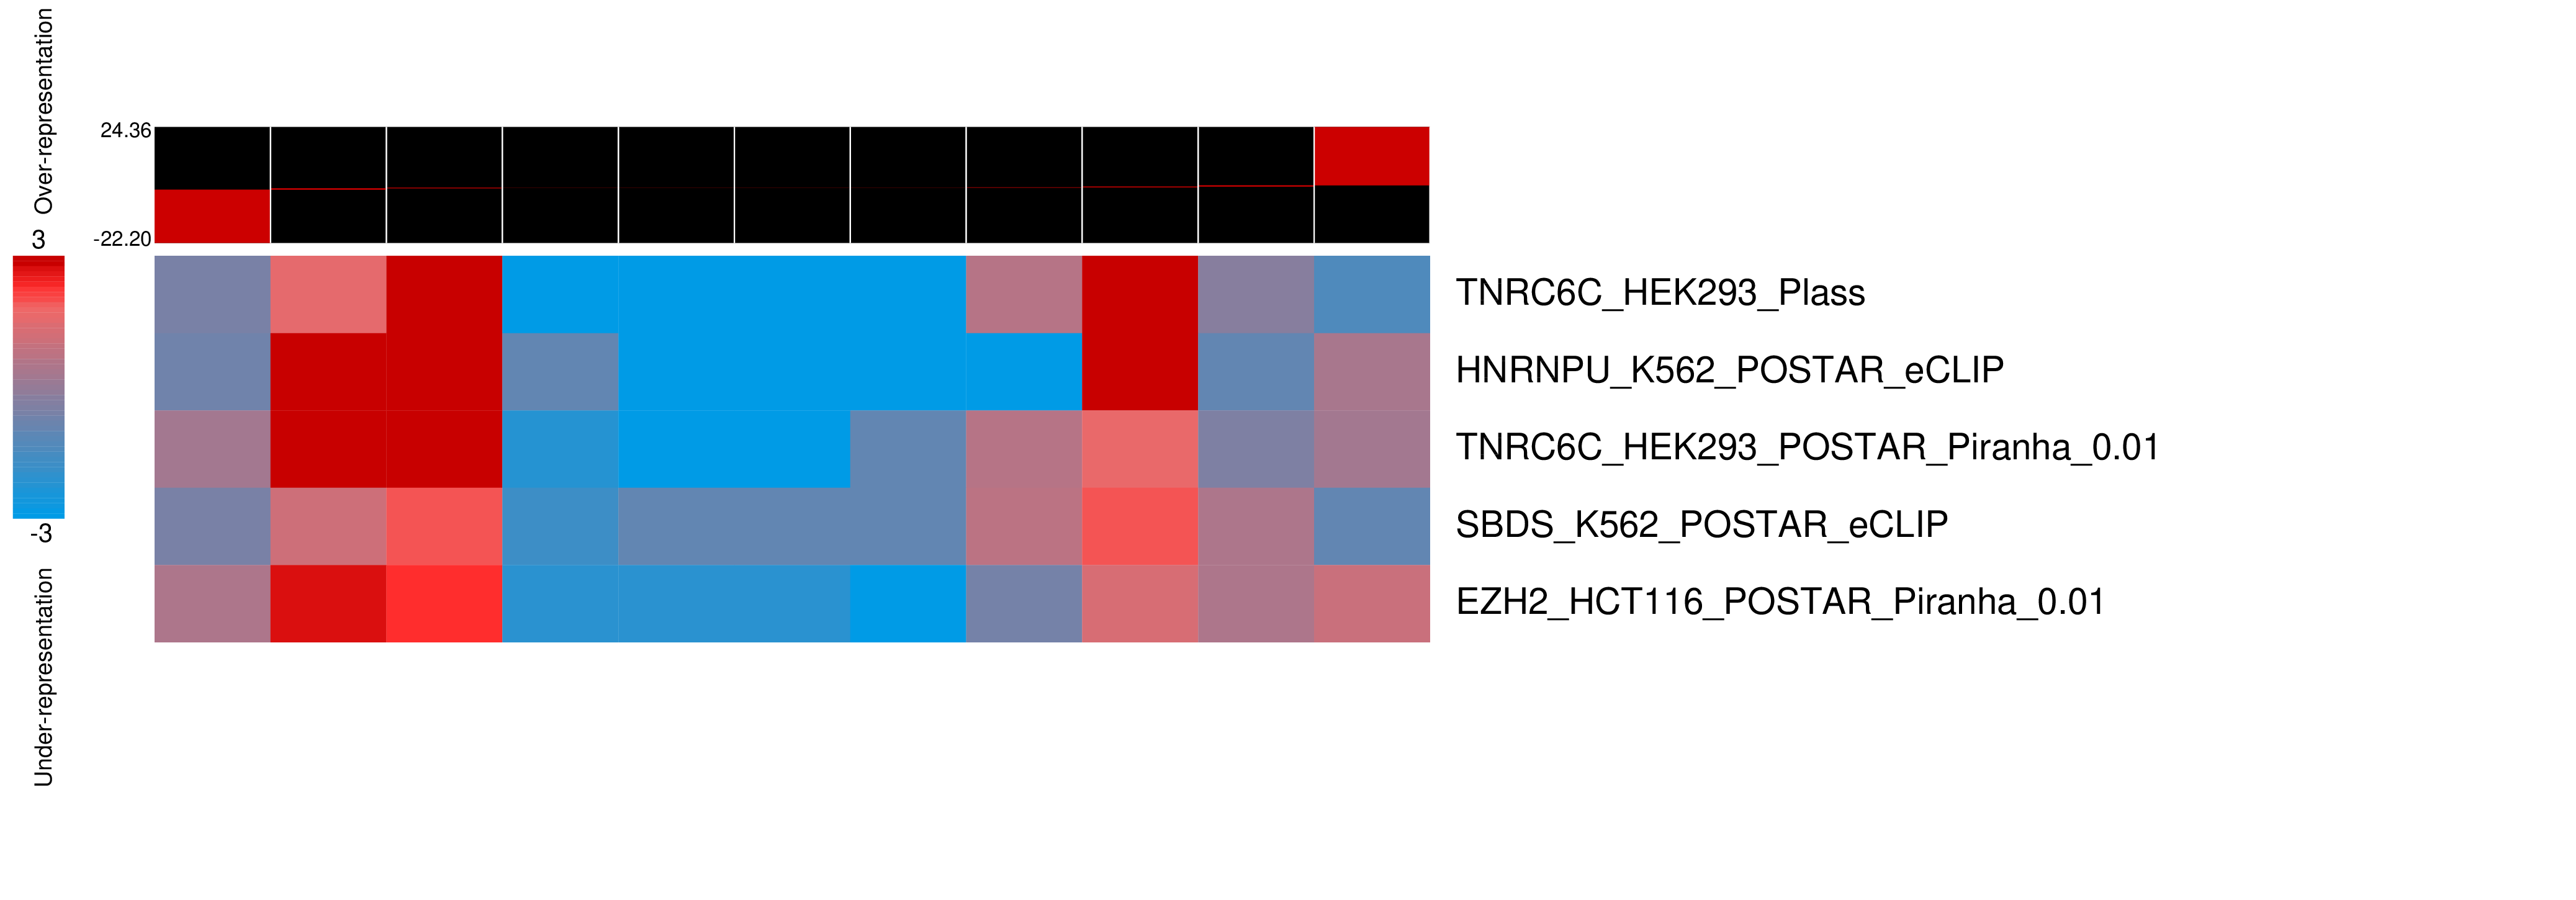 Over-representation
3
-3
Under-representation
24.36
-22.20
TNRC6C_HEK293_Plass
HNRNPU_K562_POSTAR_eCLIP
TNRC6C_HEK293_POSTAR_Piranha_0.01
SBDS_K562_POSTAR_eCLIP
EZH2_HCT116_POSTAR_Piranha_0.01